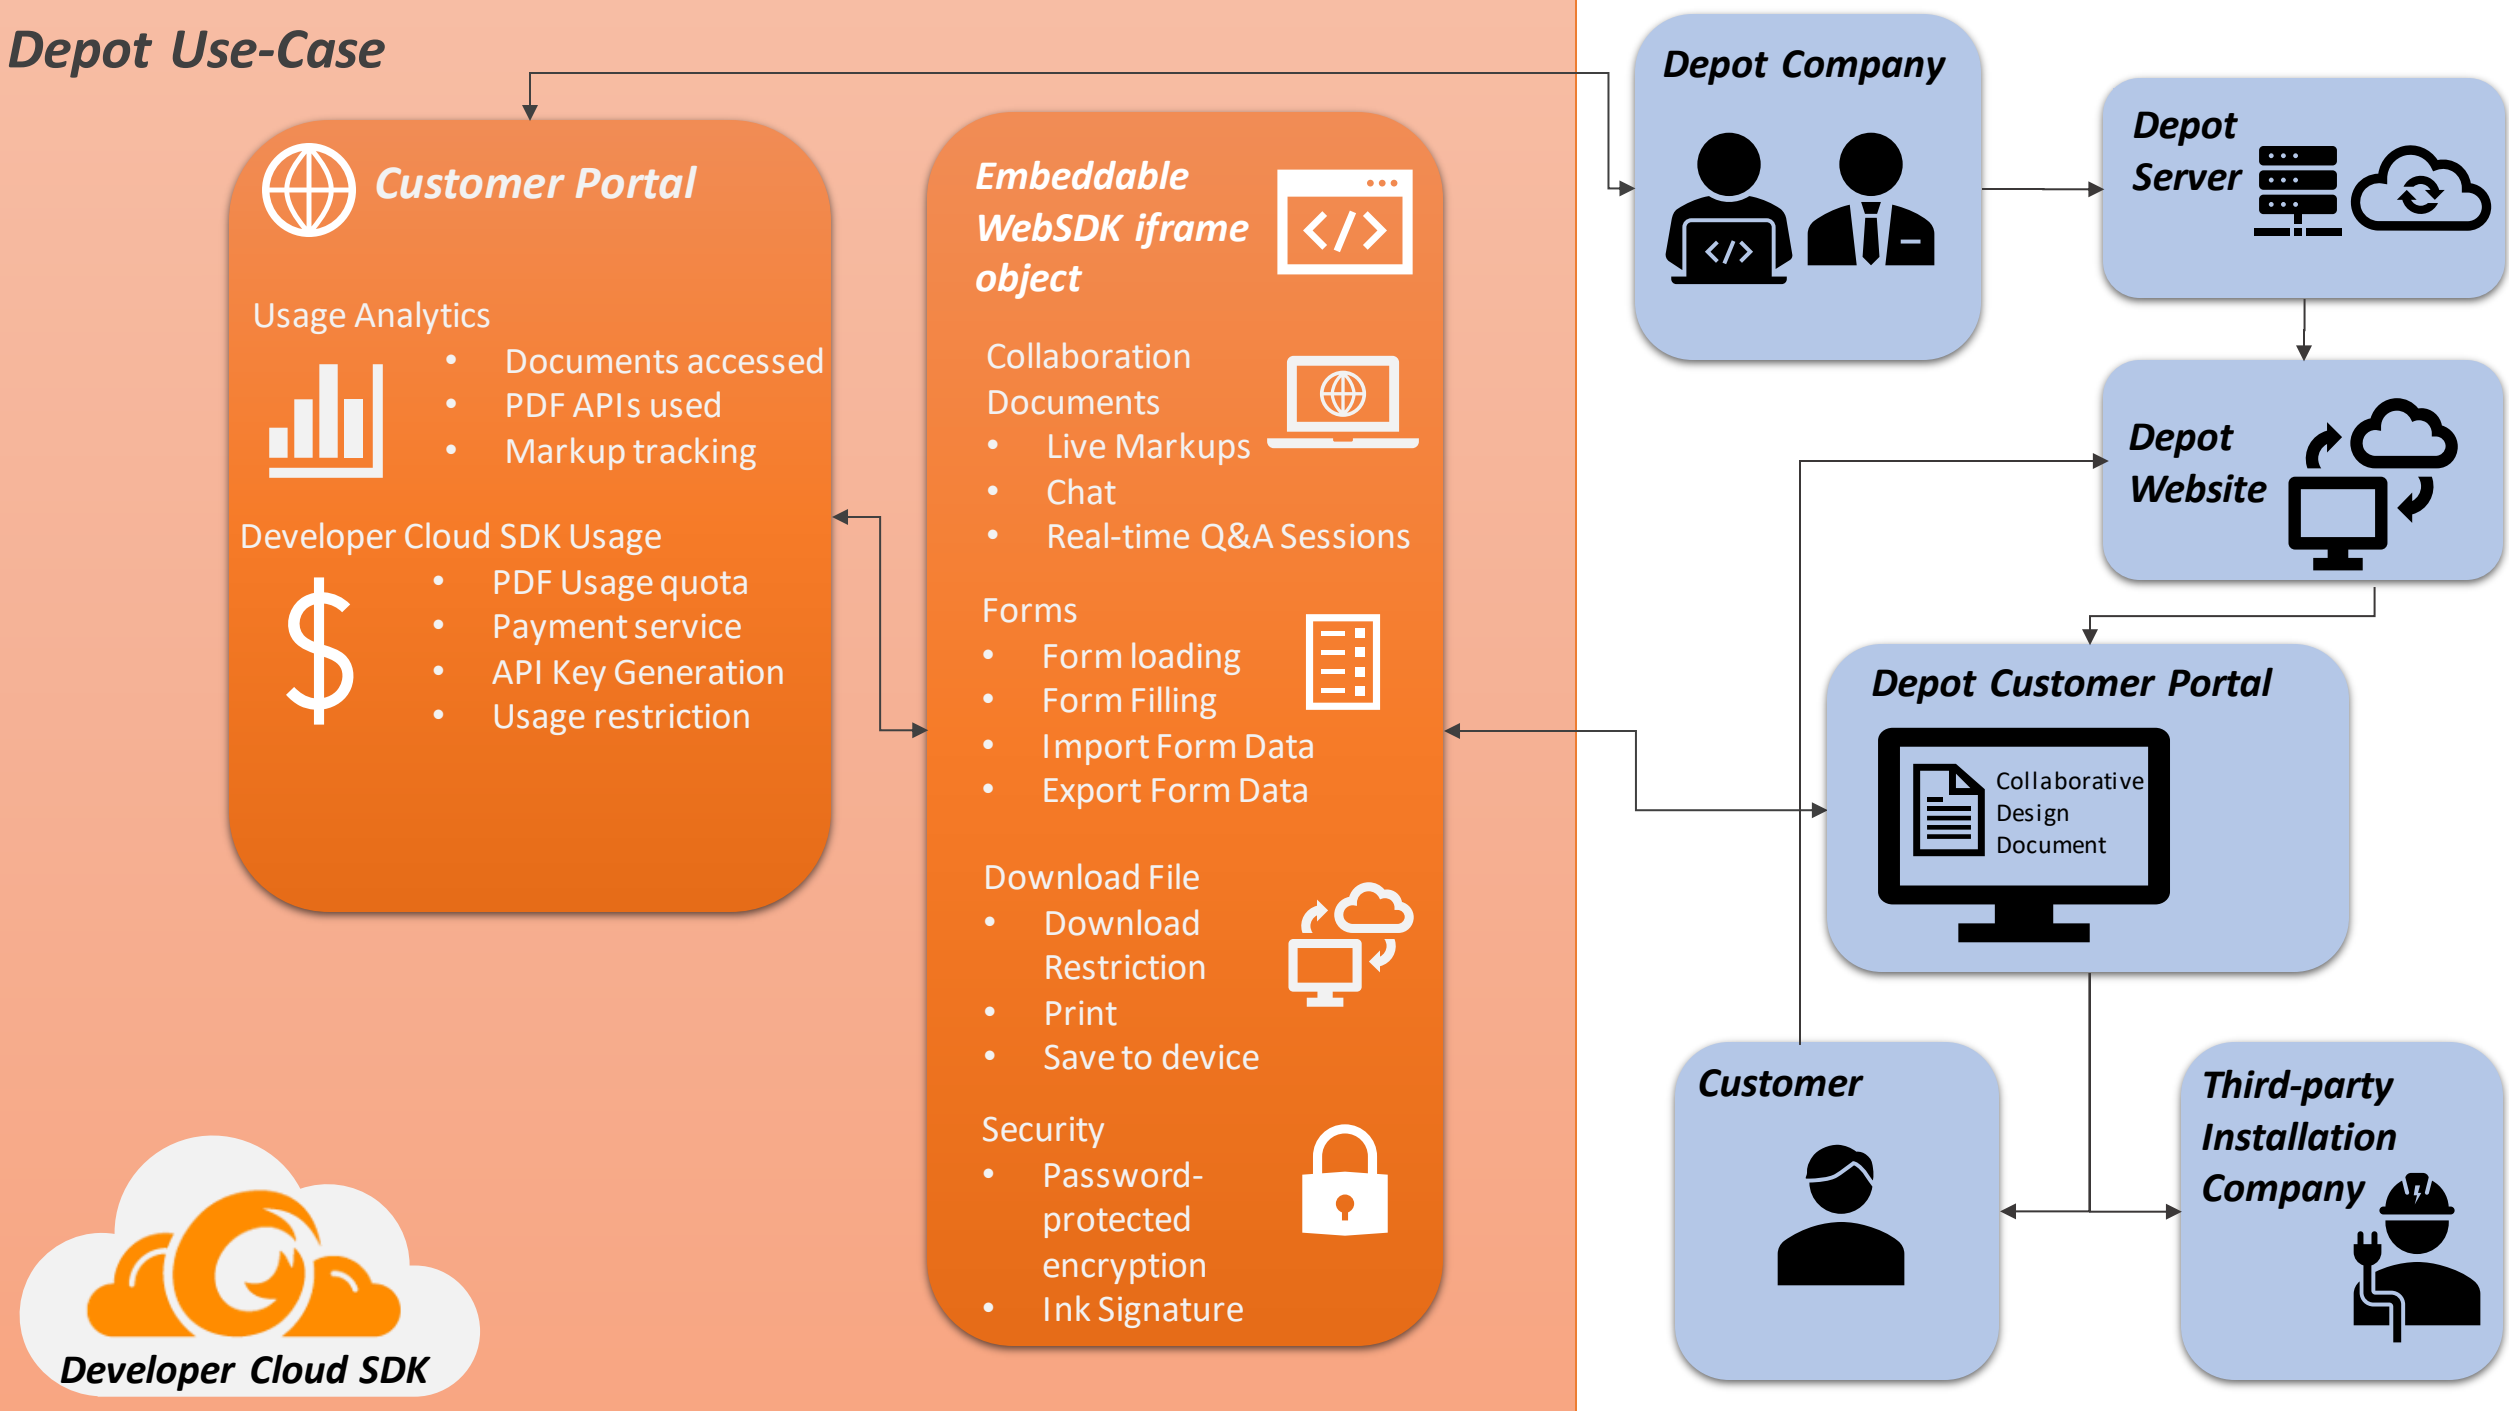 Depot Use-Case
Customer Portal
Usage Analytics
• Documents accessed
• PDF APIs used
• Markup tracking
Developer Cloud SDK Usage
• PDF Usage quota
• Payment service
• API Key Generation
• Usage restriction
Embeddable
WebSDK iframe
object
Collaboration
Documents
• Live Markups
• Chat
• Real-time Q&A Sessions
Forms
• Form loading
• Form Filling
• Import Form Data
• Export Form Data
Download File
• Download
Restriction
• Print
• Save to device
Security
• Password-
protected
encryption
• Ink Signature
Developer Cloud SDK
Depot Company
Depot
Server
Depot
Website
Depot Customer Portal
Collaborative
Design
Document
Customer
Third-party
Installation
Company